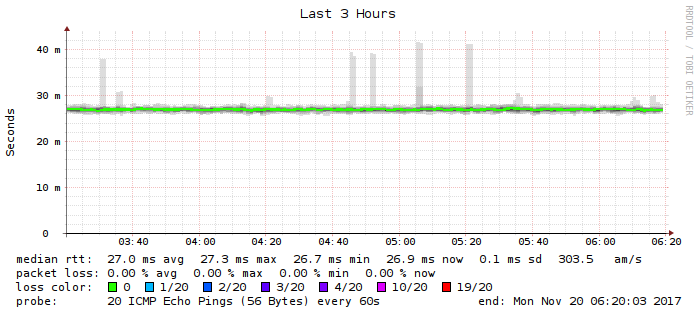 Last 3 Hours
RRDTOOL / TOBI OETIKER
Seconds
40 m
30 m
20 m
10 m
0
03:40 04:00 04:20 04:40 05:00 05:20 05:40 06:00 06:20
median rtt: 27.0 ms avg 27.3 ms max 26.7 ms min 26.9 ms now 0.1 ms sd 303.5 am/s
packet loss: 0.00 % avg 0.00 % max 0.00 % min 0.00 % now
loss color: 0 1/20 2/20 3/20 4/20 10/20 19/20
probe: 20 ICMP Echo Pings (56 Bytes) every 60s end: Mon Nov 20 06:20:03 2017